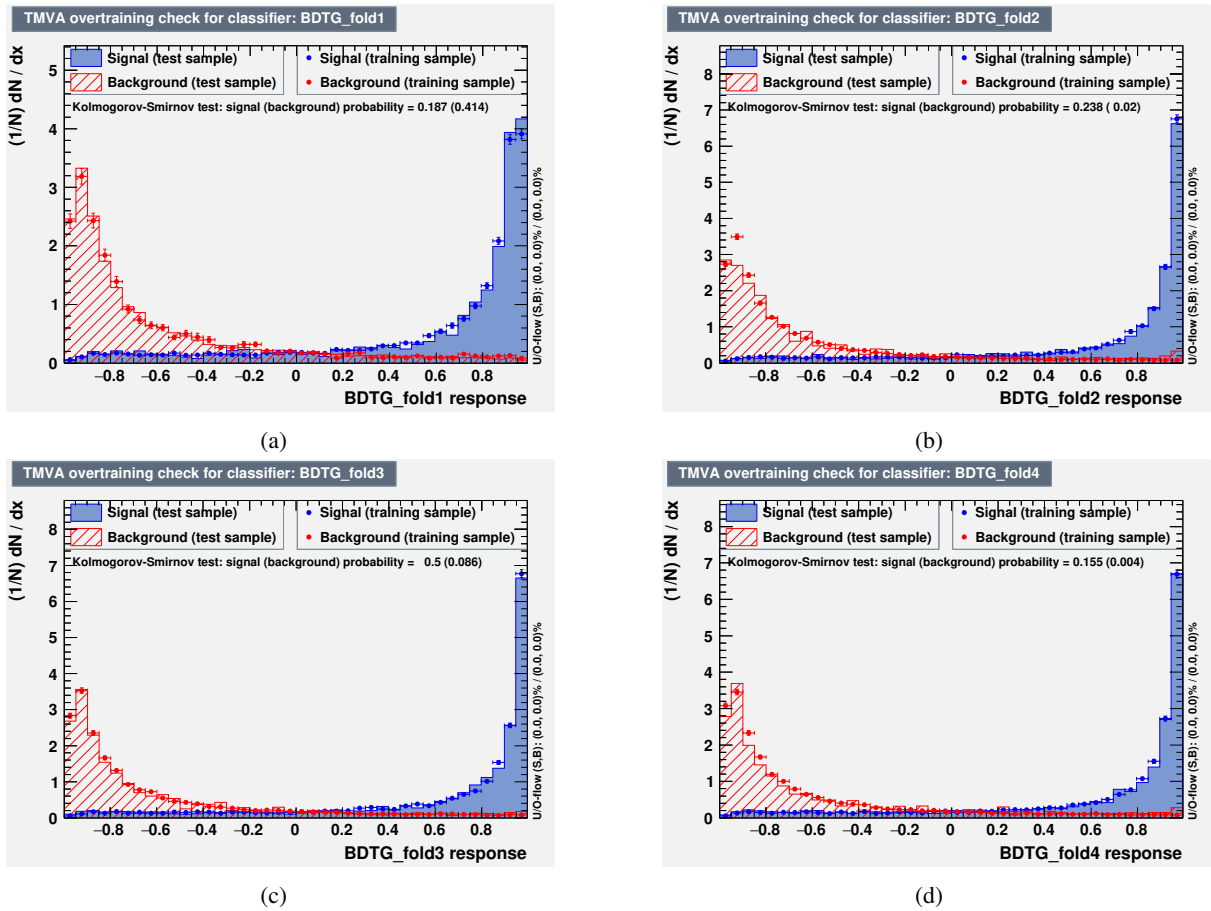 TMVA overtraining check for classifier: BDTG_fold1
Signal (test sample)
Background (test sample)
Signal (training sample)
Background (training sample)
Kolmogorov-Smirnov test: signal (background) probability = 0.187 (0.414)
(1/N) dN / dx
0
1
2
3
4
5
−0.8
−0.6
−0.4
−0.2
0
0.2
0.4
0.6
0.8
BDTG_fold1 response
U/O-flow (S,B): (0.0, 0.0)% / (0.0, 0.0)%
(a)
TMVA overtraining check for classifier: BDTG_fold2
Signal (test sample)
Background (test sample)
Signal (training sample)
Background (training sample)
Kolmogorov-Smirnov test: signal (background) probability = 0.238 ( 0.02)
(1/N) dN / dx
0
1
2
3
4
5
6
7
8
−0.8
−0.6
−0.4
−0.2
0
0.2
0.4
0.6
0.8
BDTG_fold2 response
U/O-flow (S,B): (0.0, 0.0)% / (0.0, 0.0)%
(b)
TMVA overtraining check for classifier: BDTG_fold3
Signal (test sample)
Background (test sample)
Signal (training sample)
Background (training sample)
Kolmogorov-Smirnov test: signal (background) probability = 0.5 (0.086)
(1/N) dN / dx
0
1
2
3
4
5
6
7
8
−0.8
−0.6
−0.4
−0.2
0
0.2
0.4
0.6
0.8
BDTG_fold3 response
U/O-flow (S,B): (0.0, 0.0)% / (0.0, 0.0)%
(c)
TMVA overtraining check for classifier: BDTG_fold4
Signal (test sample)
Background (test sample)
Signal (training sample)
Background (training sample)
Kolmogorov-Smirnov test: signal (background) probability = 0.155 (0.004)
(1/N) dN / dx
0
1
2
3
4
5
6
7
8
−0.8
−0.6
−0.4
−0.2
0
0.2
0.4
0.6
0.8
BDTG_fold4 response
U/O-flow (S,B): (0.0, 0.0)% / (0.0, 0.0)%
(d)